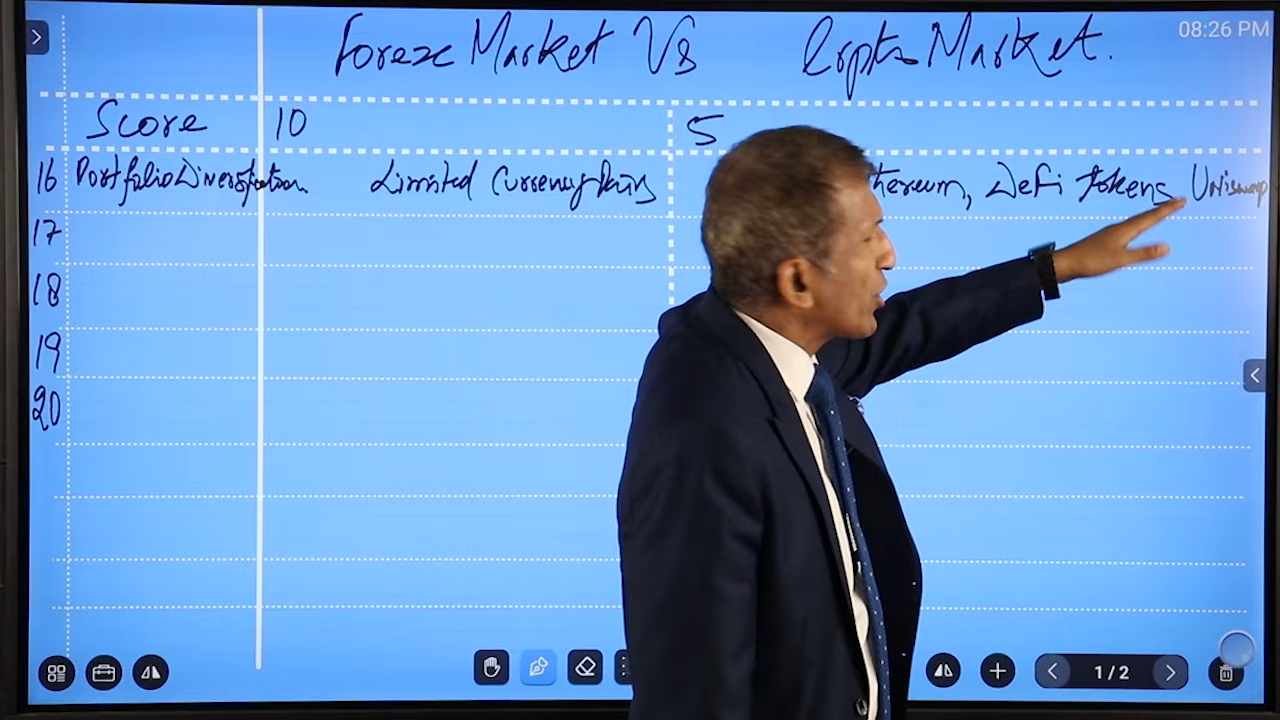 08:26 PM
Forex Market Vs Crpto Market.
Score 10 5
16 Portfolio Diversification Limited Currency Pairs thereum, DeFi tokens Uniswap
17
18
19
20
1/2